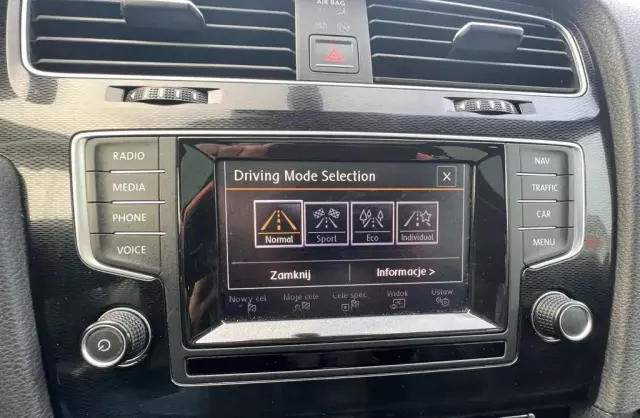 AIR BAG
RADIO
MEDIA
PHONE
VOICE
NAV
TRAFFIC
CAR
MENU
Driving Mode Selection
Normal Sport Eco Individual
Zamknij Informacje >
Nowy cel Moje cele Cele spec. Widok Ustaw.